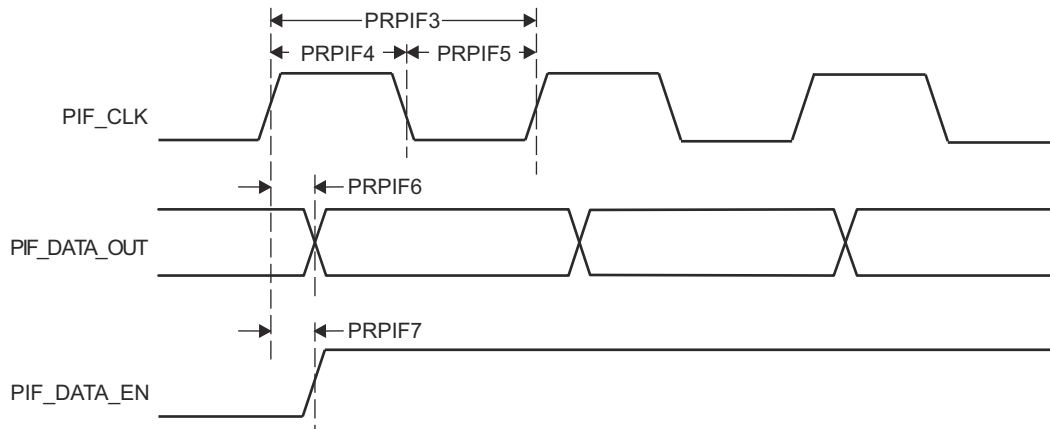 PRPIF3
PRPIF4
PRPIF5
PIF_CLK
PRPIF6
PIF_DATA_OUT
PRPIF7
PIF_DATA_EN